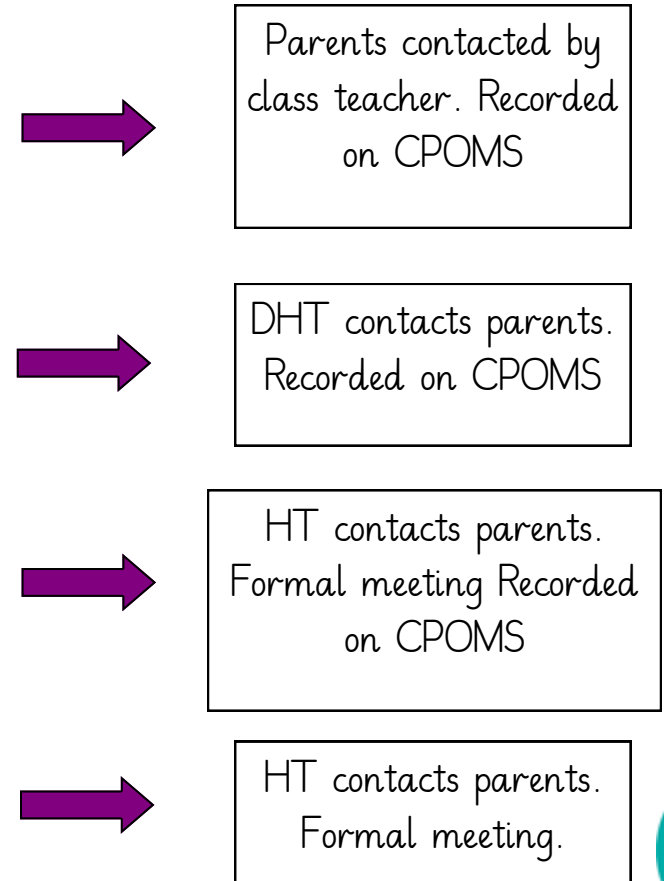 Parents contacted by
class teacher. Recorded
on CPOMS
DHT contacts parents.
Recorded on CPOMS
HT contacts parents.
Formal meeting Recorded
on CPOMS
HT contacts parents.
Formal meeting.